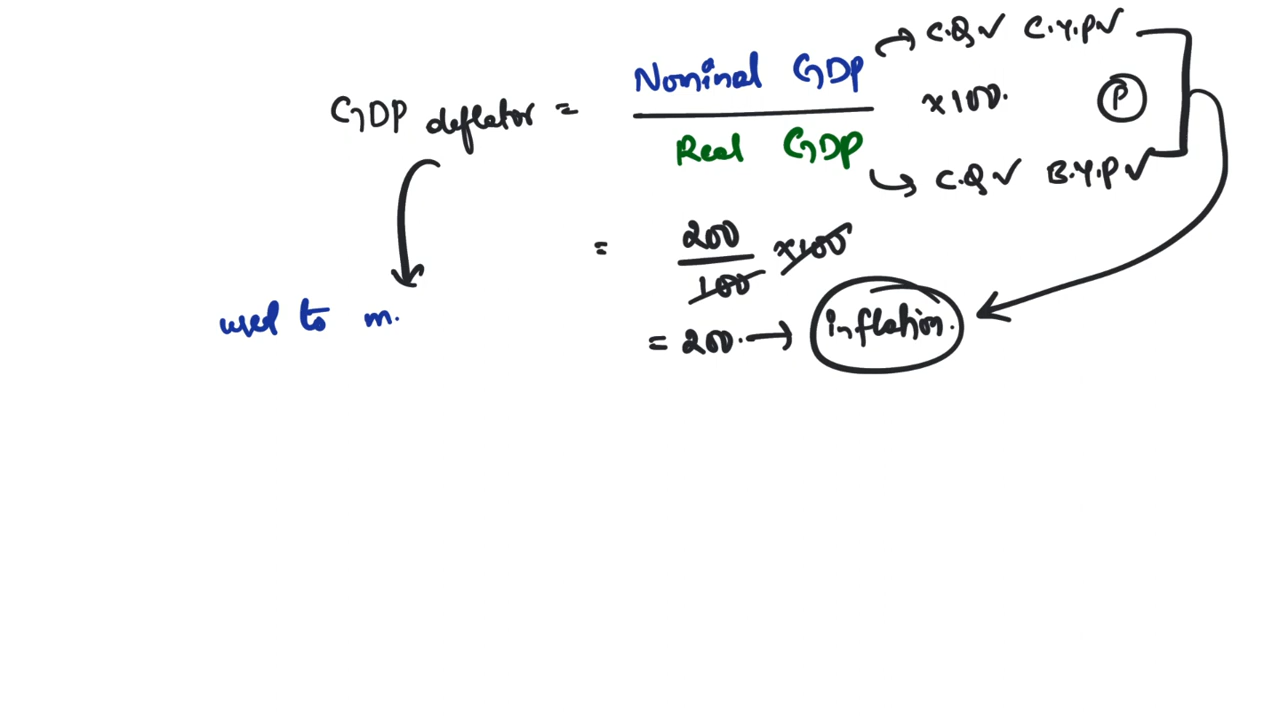 C.Q✓ C.Y.P✓
Nominal GDP
GDP deflator = ×100. P
Real GDP
C.Q✓ B.Y.P✓
= 200/100 ×100
used to m. = 200. → inflation.